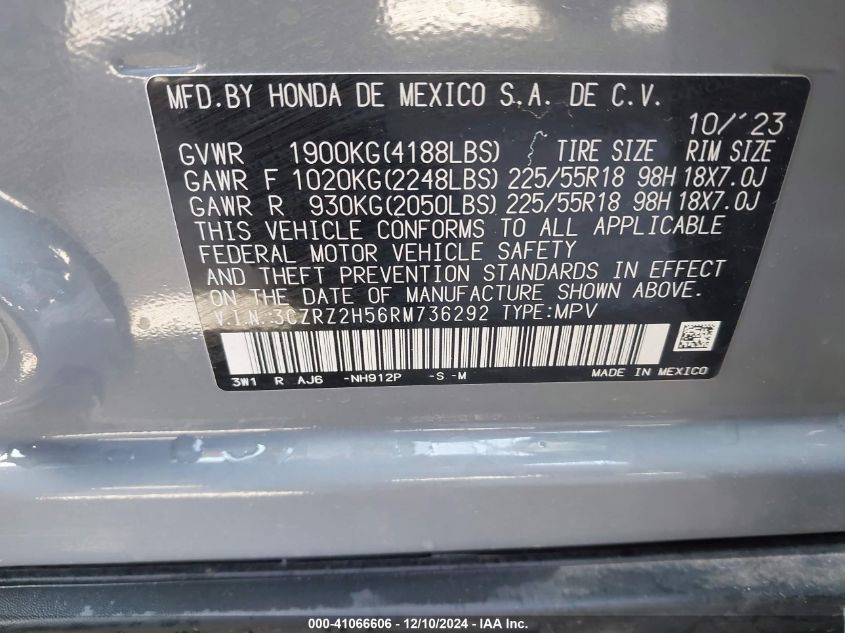 MFD.BY HONDA DE MEXICO S.A. DE C.V.
10/'23
GVWR 1900KG(4188LBS) TIRE SIZE RIM SIZE
GAWR F 1020KG(2248LBS) 225/55R18 98H 18X7.0J
GAWR R 930KG(2050LBS) 225/55R18 98H 18X7.0J
THIS VEHICLE CONFORMS TO ALL APPLICABLE
FEDERAL MOTOR VEHICLE SAFETY
AND THEFT PREVENTION STANDARDS IN EFFECT
ON THE DATE OF MANUFACTURE SHOWN ABOVE.
V.I.N.:3CZRZ2H56RM736292 TYPE:MPV
3W1 R AJ6 -NH912P -S -M MADE IN MEXICO
000-41066606 - 12/10/2024 - IAA Inc.